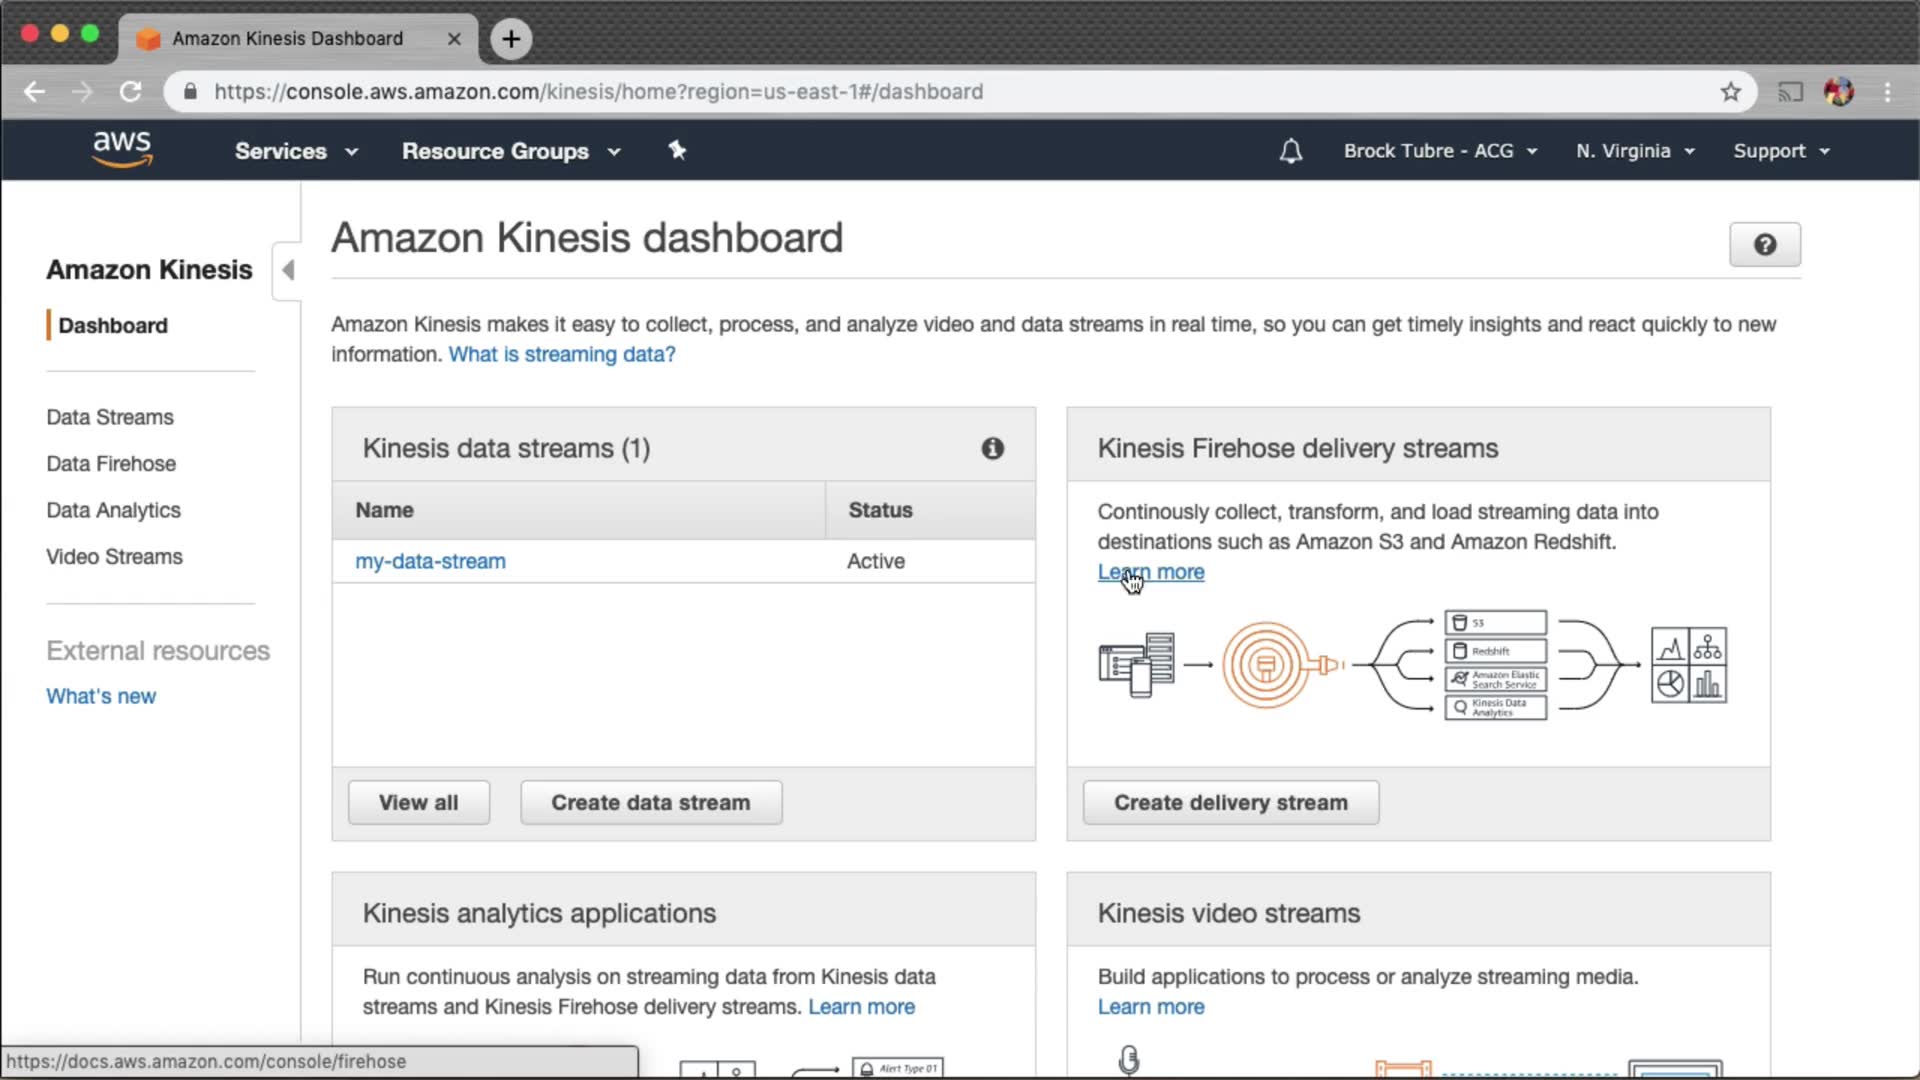 Amazon Kinesis Dashboard
https://console.aws.amazon.com/kinesis/home?region=us-east-1#/dashboard
aws
Services
Resource Groups
Brock Tubre - ACG
N. Virginia
Support
Amazon Kinesis
Dashboard
Data Streams
Data Firehose
Data Analytics
Video Streams
External resources
What's new
Amazon Kinesis dashboard
Amazon Kinesis makes it easy to collect, process, and analyze video and data streams in real time, so you can get timely insights and react quickly to new
information. What is streaming data?
Kinesis data streams (1)
Name
Status
my-data-stream
Active
View all
Create data stream
Kinesis Firehose delivery streams
Continously collect, transform, and load streaming data into
destinations such as Amazon S3 and Amazon Redshift.
Learn more
S3
Redshift
Amazon Elastic
Search Service
Kinesis Data
Analytics
Create delivery stream
Kinesis analytics applications
Run continuous analysis on streaming data from Kinesis data
streams and Kinesis Firehose delivery streams. Learn more
Alert Type 01
Kinesis video streams
Build applications to process or analyze streaming media.
Learn more
https://docs.aws.amazon.com/console/firehose